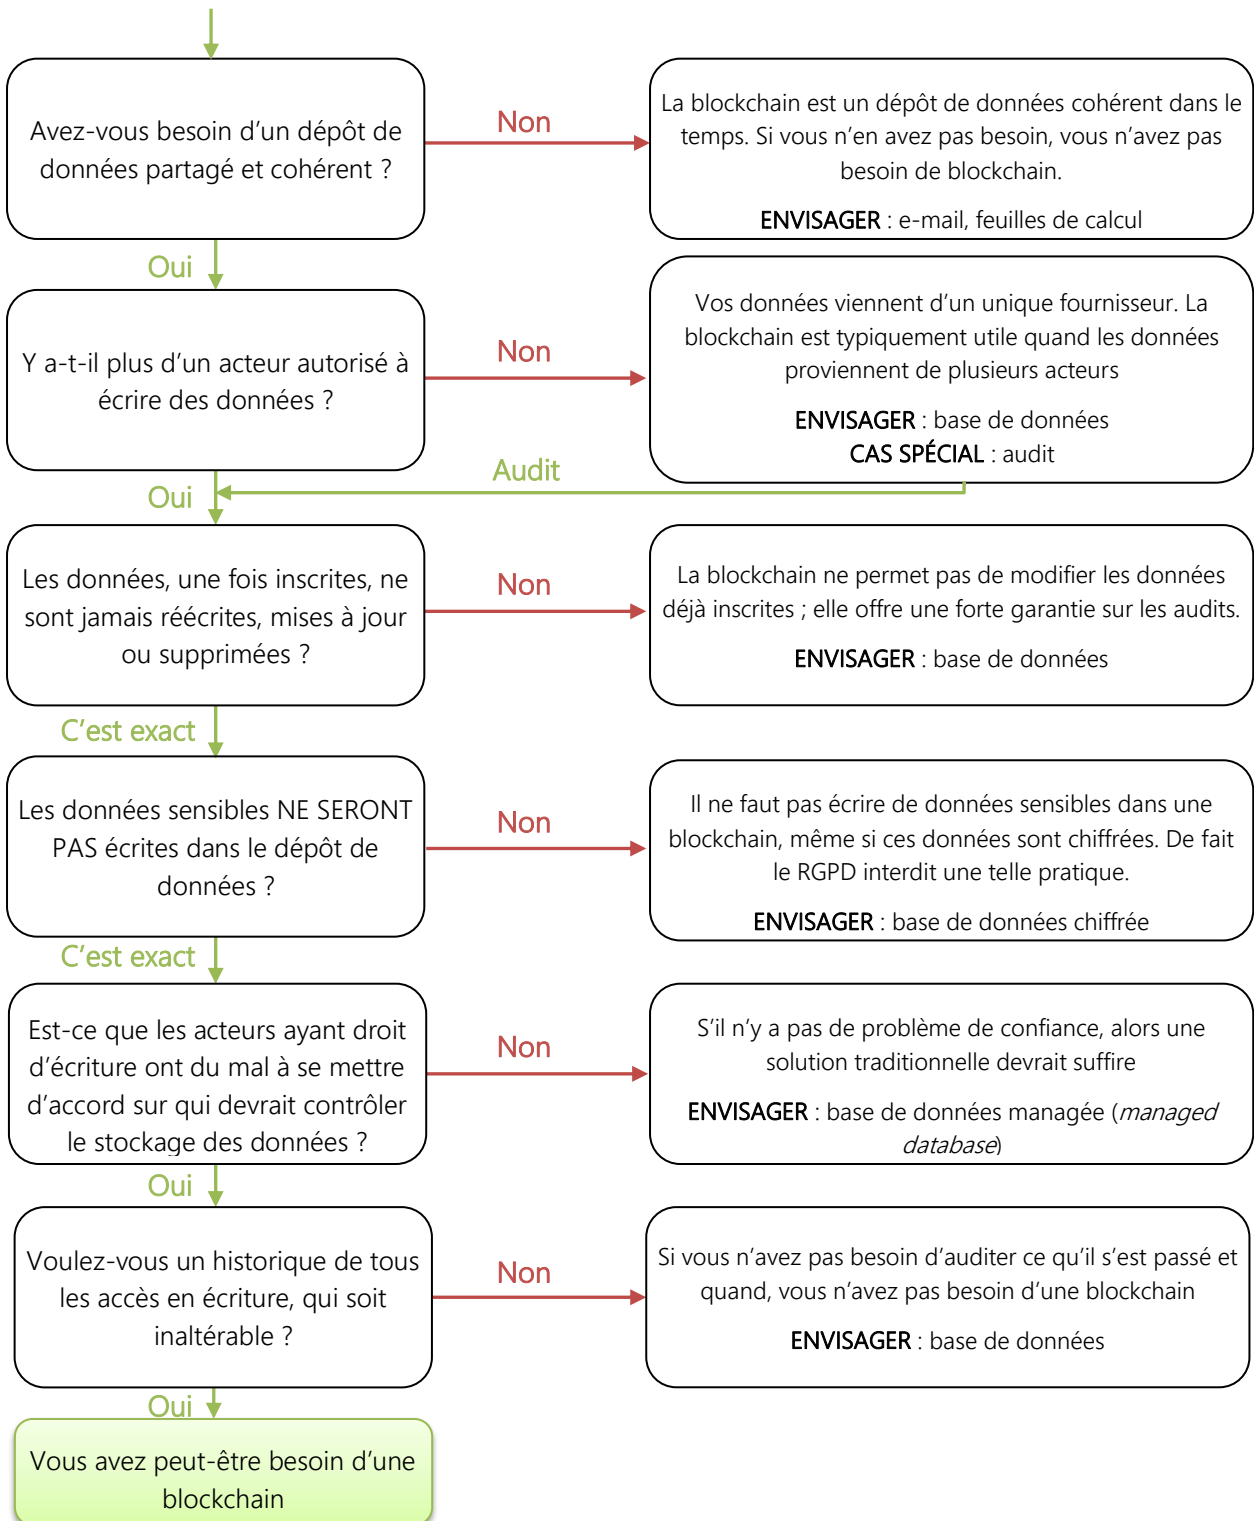 Avez-vous besoin d'un dépôt de
données partagé et cohérent ?
Non
La blockchain est un dépôt de données cohérent dans le
temps. Si vous n'en avez pas besoin, vous n'avez pas
besoin de blockchain.
ENVISAGER : e-mail, feuilles de calcul
Oui
Y a-t-il plus d'un acteur autorisé à
écrire des données ?
Non
Vos données viennent d'un unique fournisseur. La
blockchain est typiquement utile quand les données
proviennent de plusieurs acteurs
ENVISAGER : base de données
CAS SPÉCIAL : audit
Audit
Oui
Les données, une fois inscrites, ne
sont jamais réécrites, mises à jour
ou supprimées ?
Non
La blockchain ne permet pas de modifier les données
déjà inscrites ; elle offre une forte garantie sur les audits.
ENVISAGER : base de données
C'est exact
Les données sensibles NE SERONT
PAS écrites dans le dépôt de
données ?
Non
Il ne faut pas écrire de données sensibles dans une
blockchain, même si ces données sont chiffrées. De fait
le RGPD interdit une telle pratique.
ENVISAGER : base de données chiffrée
C'est exact
Est-ce que les acteurs ayant droit
d'écriture ont du mal à se mettre
d'accord sur qui devrait contrôler
le stockage des données ?
Non
S'il n'y a pas de problème de confiance, alors une
solution traditionnelle devrait suffire
ENVISAGER : base de données managée (managed
database)
Oui
Voulez-vous un historique de tous
les accès en écriture, qui soit
inaltérable ?
Non
Si vous n'avez pas besoin d'auditer ce qu'il s'est passé et
quand, vous n'avez pas besoin d'une blockchain
ENVISAGER : base de données
Oui
Vous avez peut-être besoin d'une
blockchain